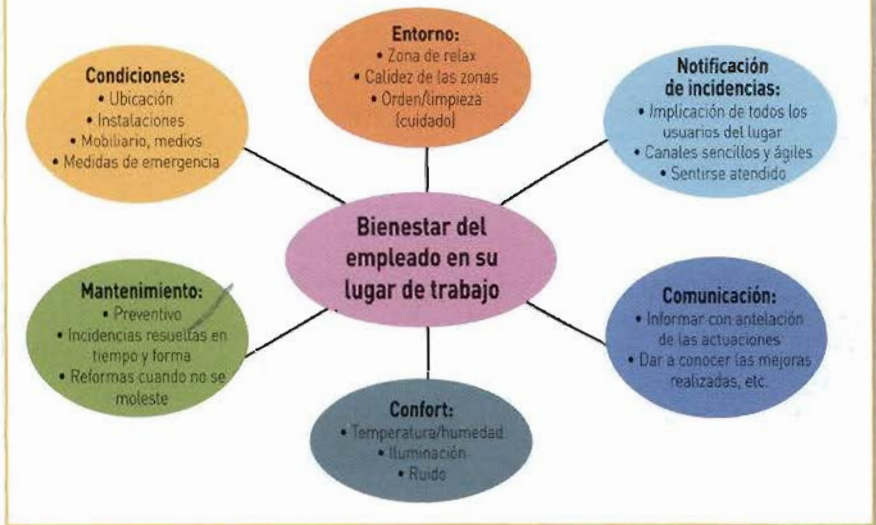 Entorno:
• Zona de relax
• Calidez de las zonas
• Orden/limpieza
(cuidado)
Condiciones:
• Ubicación
• Instalaciones
• Mobiliario, medios
• Medidas de emergencia
Notificación
de incidencias:
• Implicación de todos los
usuarios del lugar
• Canales sencillos y ágiles
• Sentirse atendido
Bienestar del
empleado en su
lugar de trabajo
Mantenimiento:
• Preventivo
• Incidencias resueltas en
tiempo y forma
• Reformas cuando no se
moleste
Comunicación:
• Informar con antelación
de las actuaciones
• Dar a conocer las mejoras
realizadas, etc.
Confort:
• Temperatura/humedad
• Iluminación
• Ruido